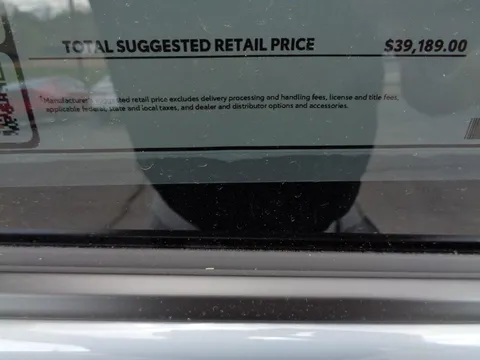 TOTAL SUGGESTED RETAIL PRICE $39,189.00
*Manufacturer's suggested retail price excludes delivery processing and handling fees, license and title fees,
applicable federal, state and local taxes, and dealer and distributor options and accessories.